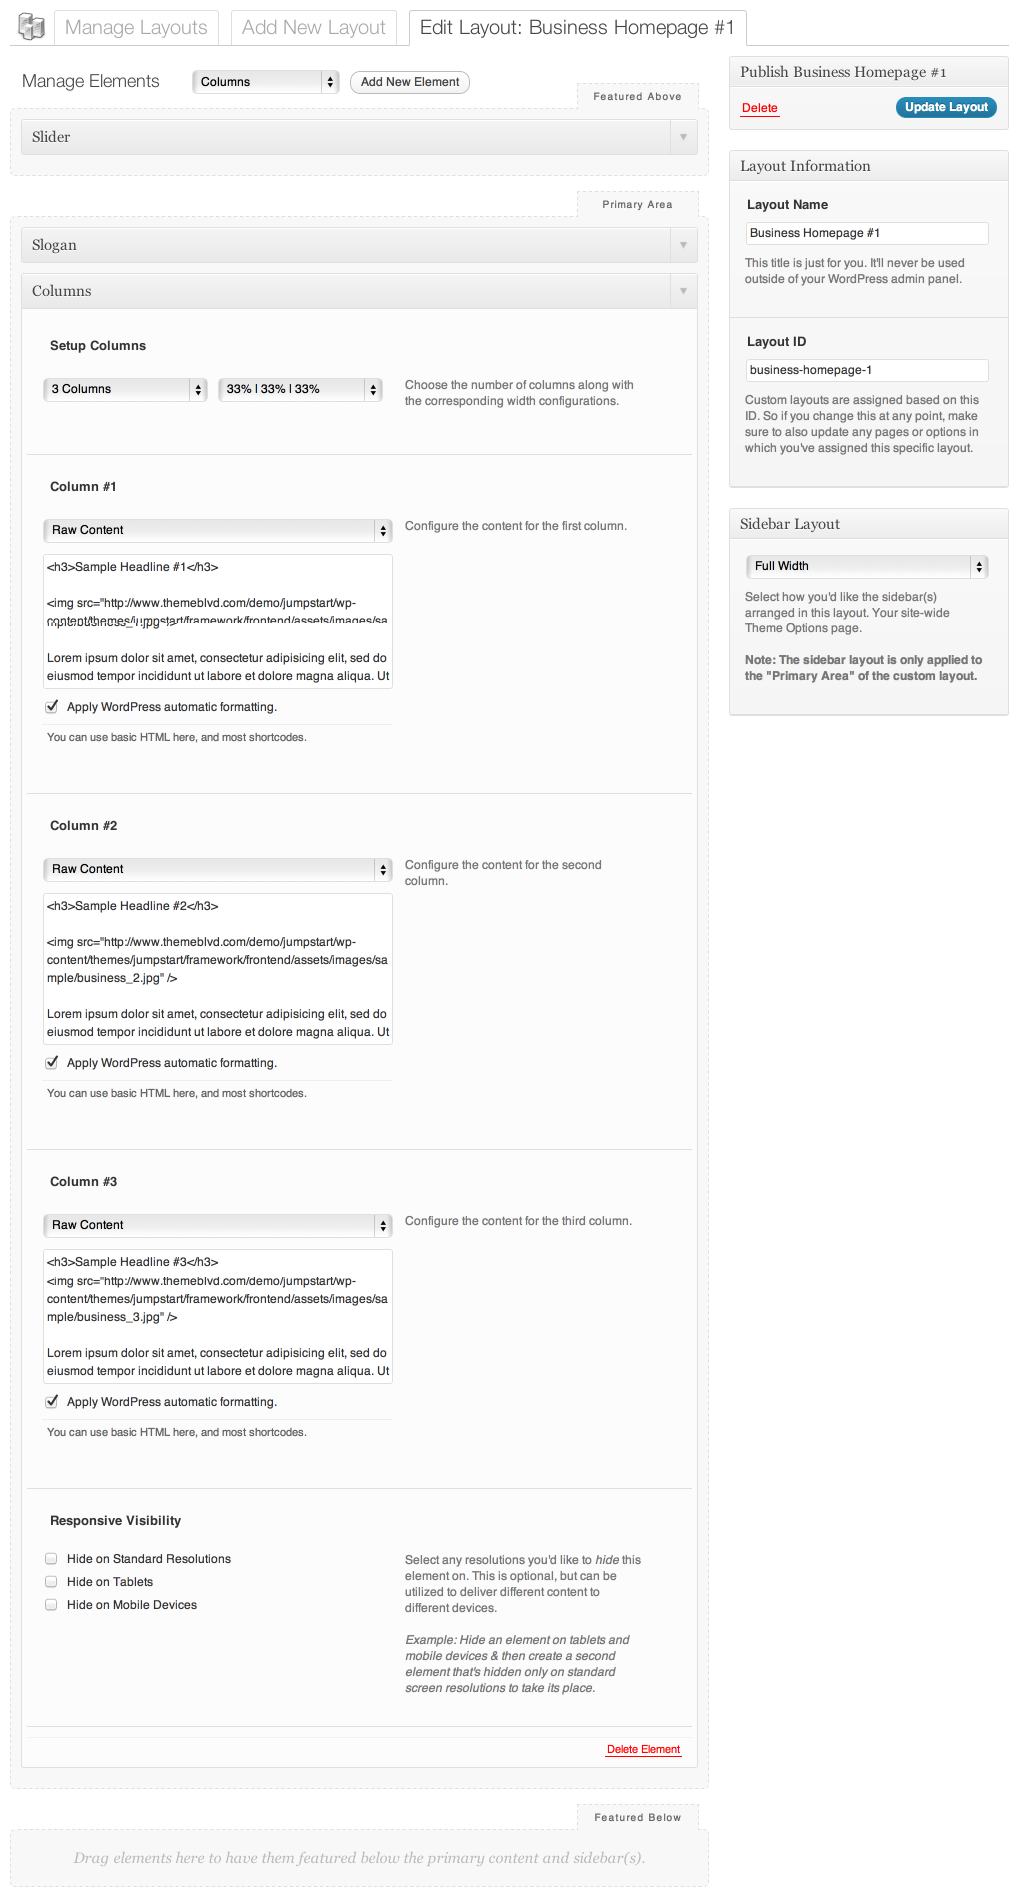 Manage Layouts
Add New Layout
Edit Layout: Business Homepage #1
Manage Elements
Columns
Add New Element
Featured Above
Slider
Primary Area
Slogan
Columns
Setup Columns
3 Columns
33% | 33% | 33%
Choose the number of columns along with
the corresponding width configurations.
Column #1
Raw Content
Configure the content for the first column.
<h3>Sample Headline #1</h3>
<img src="http://www.themeblvd.com/demo/jumpstart/wp-
content/themes/jumpstart/framework/frontend/assets/images/sa
Lorem ipsum dolor sit amet, consectetur adipisicing elit, sed do
eiusmod tempor incididunt ut labore et dolore magna aliqua. Ut
Apply WordPress automatic formatting.
You can use basic HTML here, and most shortcodes.
Column #2
Raw Content
Configure the content for the second
column.
<h3>Sample Headline #2</h3>
<img src="http://www.themeblvd.com/demo/jumpstart/wp-
content/themes/jumpstart/framework/frontend/assets/images/sa
mple/business_2.jpg" />
Lorem ipsum dolor sit amet, consectetur adipisicing elit, sed do
eiusmod tempor incididunt ut labore et dolore magna aliqua. Ut
Apply WordPress automatic formatting.
You can use basic HTML here, and most shortcodes.
Column #3
Raw Content
Configure the content for the third column.
<h3>Sample Headline #3</h3>
<img src="http://www.themeblvd.com/demo/jumpstart/wp-
content/themes/jumpstart/framework/frontend/assets/images/sa
mple/business_3.jpg" />
Lorem ipsum dolor sit amet, consectetur adipisicing elit, sed do
eiusmod tempor incididunt ut labore et dolore magna aliqua. Ut
Apply WordPress automatic formatting.
You can use basic HTML here, and most shortcodes.
Responsive Visibility
Hide on Standard Resolutions
Hide on Tablets
Hide on Mobile Devices
Select any resolutions you'd like to hide this
element on. This is optional, but can be
utilized to deliver different content to
different devices.
Example: Hide an element on tablets and
mobile devices & then create a second
element that's hidden only on standard
screen resolutions to take its place.
Delete Element
Featured Below
Drag elements here to have them featured below the primary content and sidebar(s).
Publish Business Homepage #1
Delete
Update Layout
Layout Information
Layout Name
Business Homepage #1
This title is just for you. It'll never be used
outside of your WordPress admin panel.
Layout ID
business-homepage-1
Custom layouts are assigned based on this
ID. So if you change this at any point, make
sure to also update any pages or options in
which you've assigned this specific layout.
Sidebar Layout
Full Width
Select how you'd like the sidebar(s)
arranged in this layout. Your site-wide
Theme Options page.
Note: The sidebar layout is only applied to
the "Primary Area" of the custom layout.